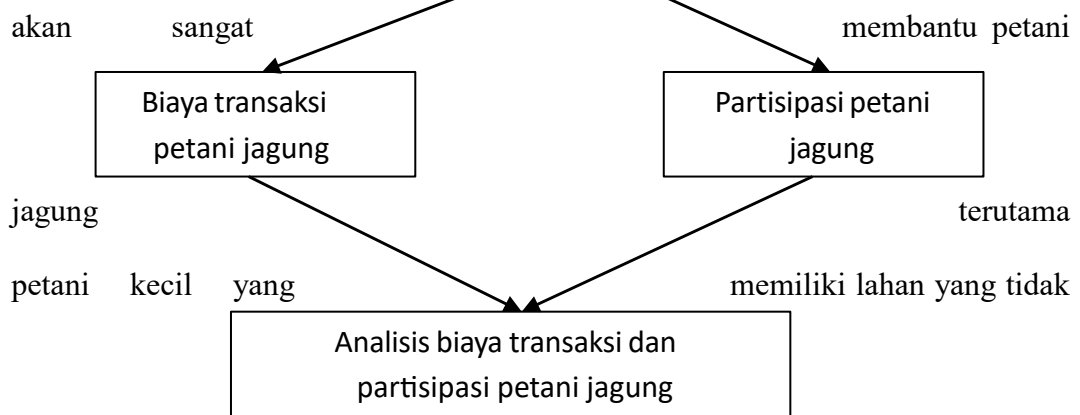 akan sangat membantu petani
Biaya transaksi
petani jagung
Partisipasi petani
jagung
jagung terutama
petani kecil yang memiliki lahan yang tidak
Analisis biaya transaksi dan
partisipasi petani jagung